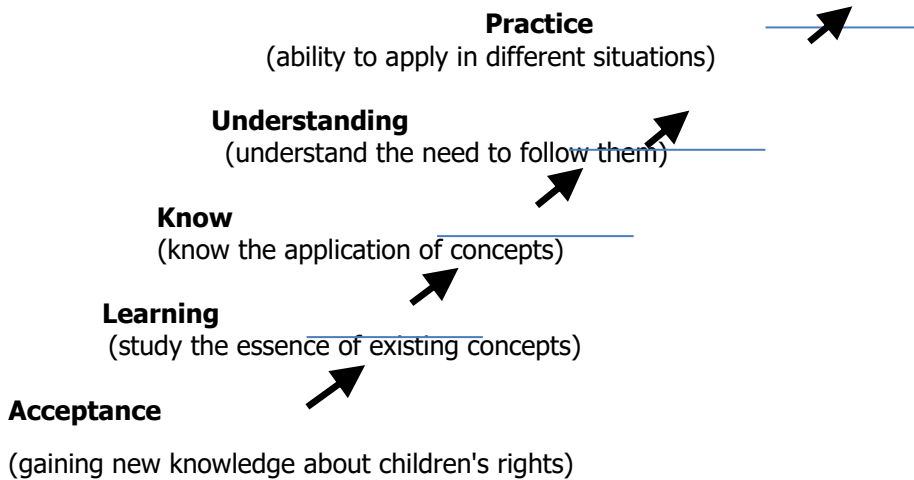 Practice
(ability to apply in different situations)
Understanding
(understand the need to follow them)
Know
(know the application of concepts)
Learning
(study the essence of existing concepts)
Acceptance
(gaining new knowledge about children's rights)